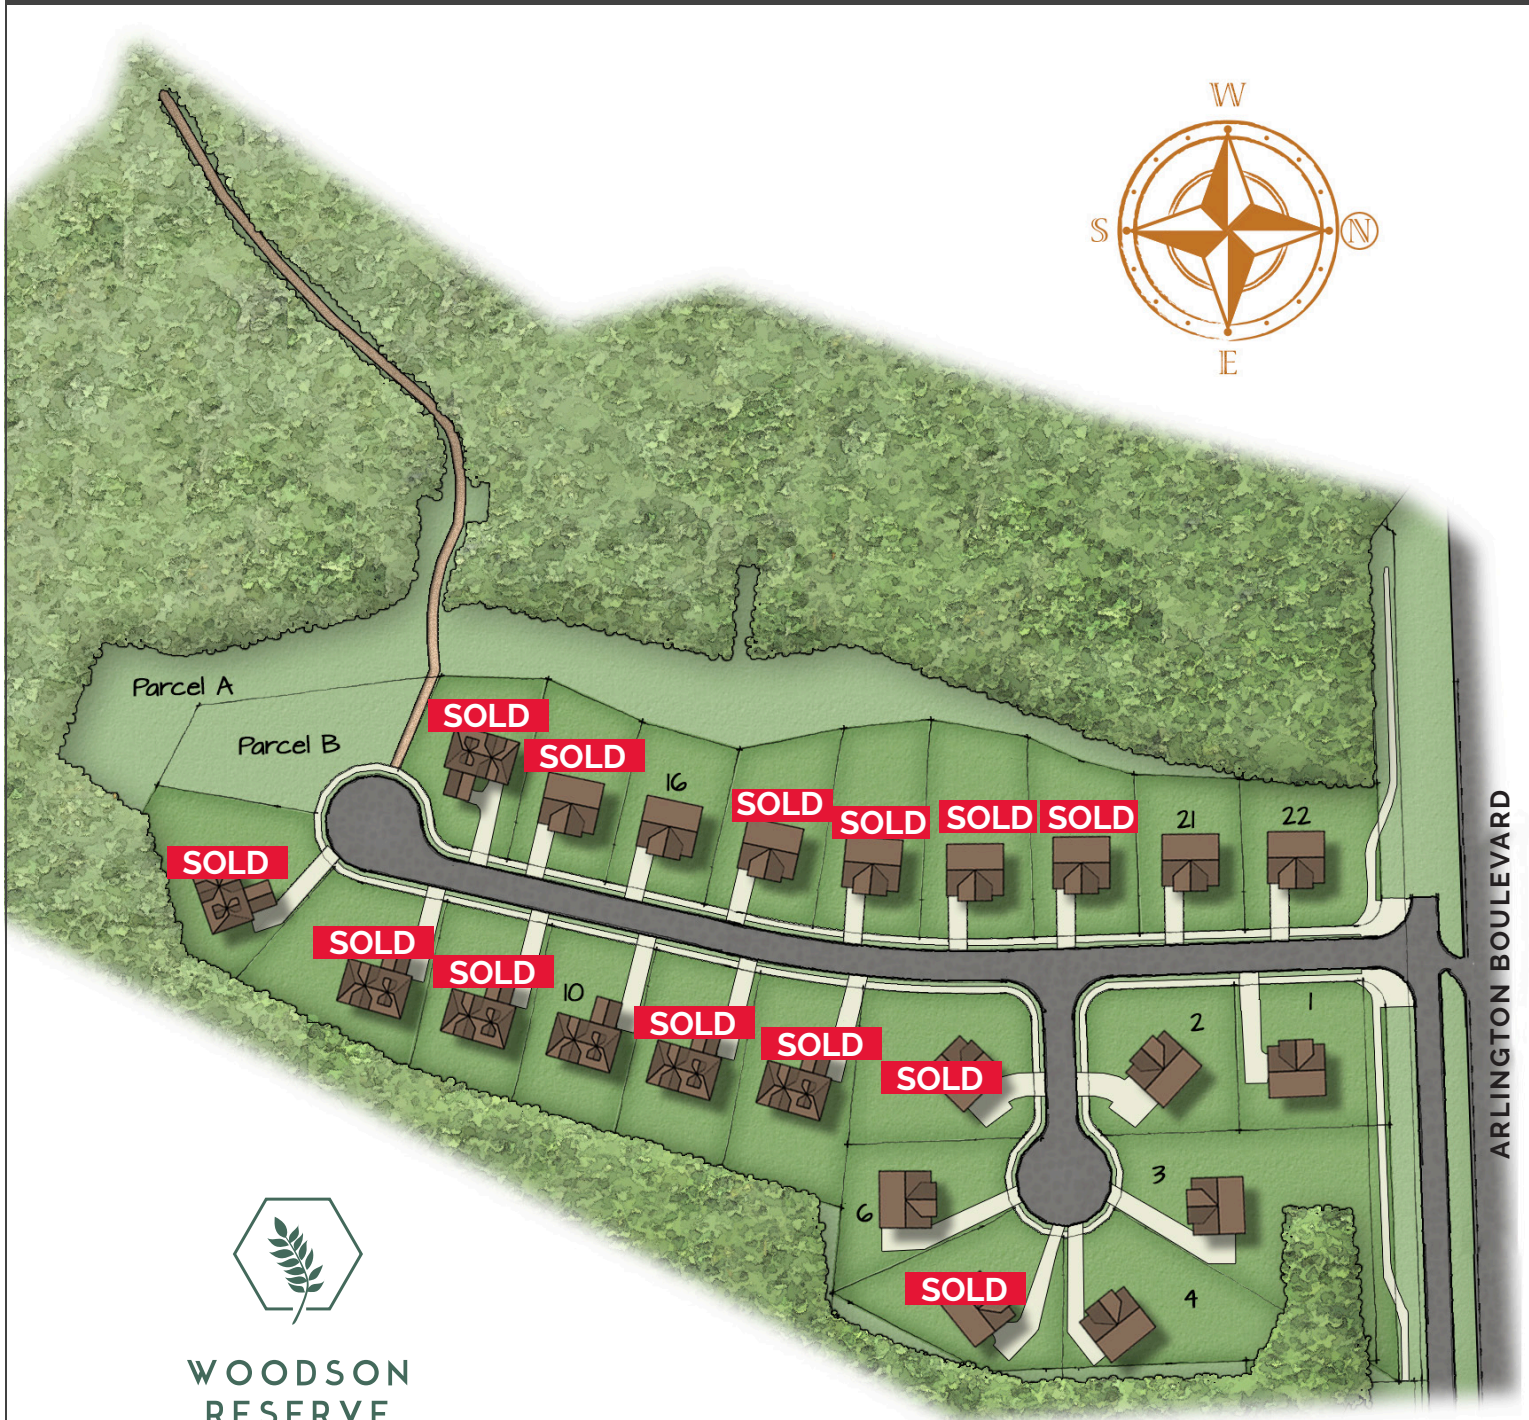 W
S
N
E
Parcel A
Parcel B
SOLD
SOLD
16
SOLD
SOLD
SOLD
SOLD
21
22
SOLD
SOLD
SOLD
10
SOLD
SOLD
SOLD
2
1
3
6
SOLD
4
ARLINGTON BOULEVARD
WOODSON
RESERVE